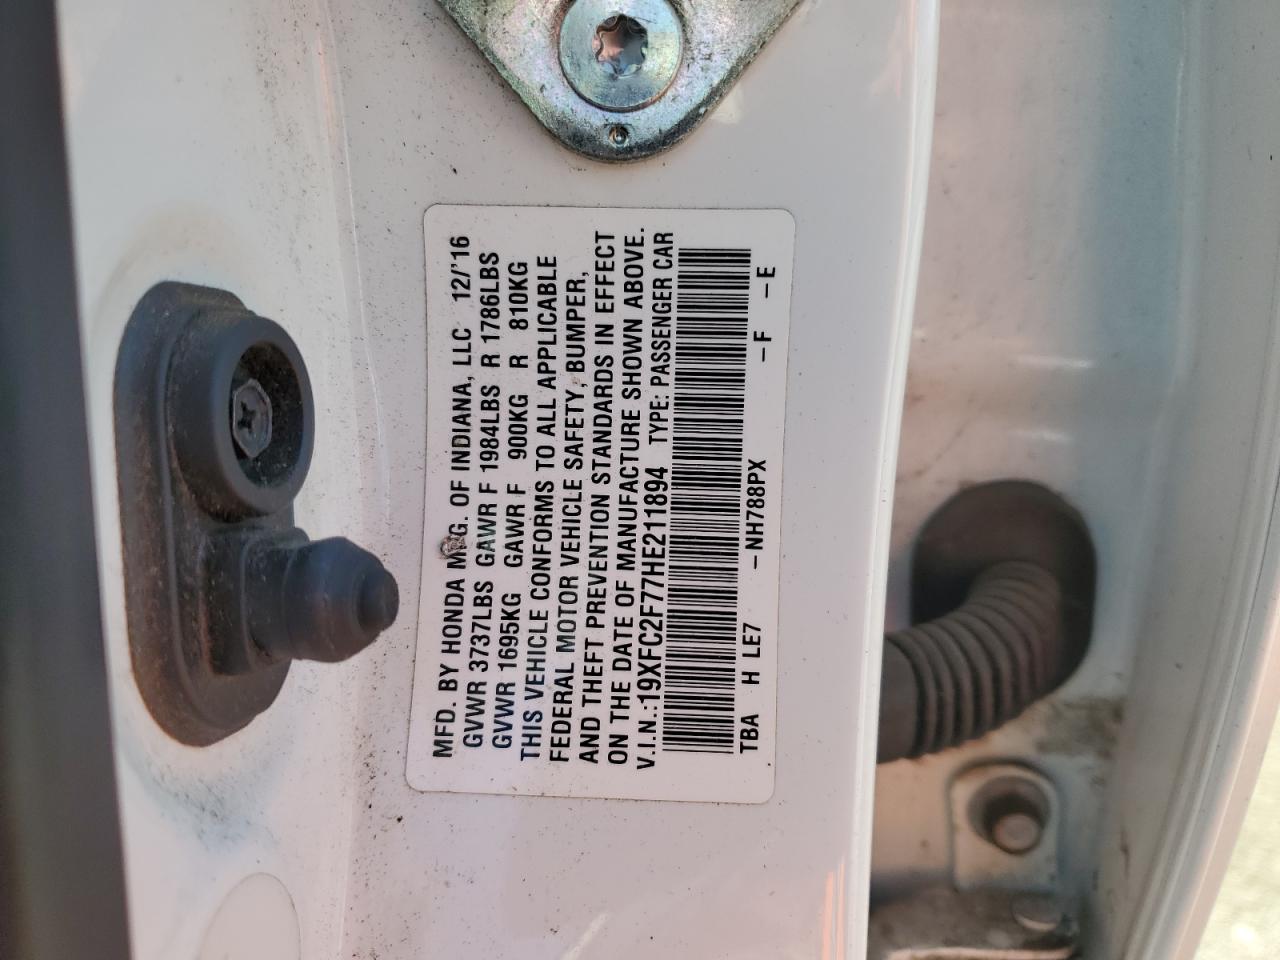 MFD. BY HONDA MFG. OF INDIANA, LLC 12/'16
GVWR 3737LBS GAWR F 1984LBS R 1786LBS
GVWR 1695KG GAWR F 900KG R 810KG
THIS VEHICLE CONFORMS TO ALL APPLICABLE
FEDERAL MOTOR VEHICLE SAFETY, BUMPER,
AND THEFT PREVENTION STANDARDS IN EFFECT
ON THE DATE OF MANUFACTURE SHOWN ABOVE.
V.I.N.:19XFC2F77HE211894 TYPE: PASSENGER CAR
TBA H LE7 -NH788PX -F -E